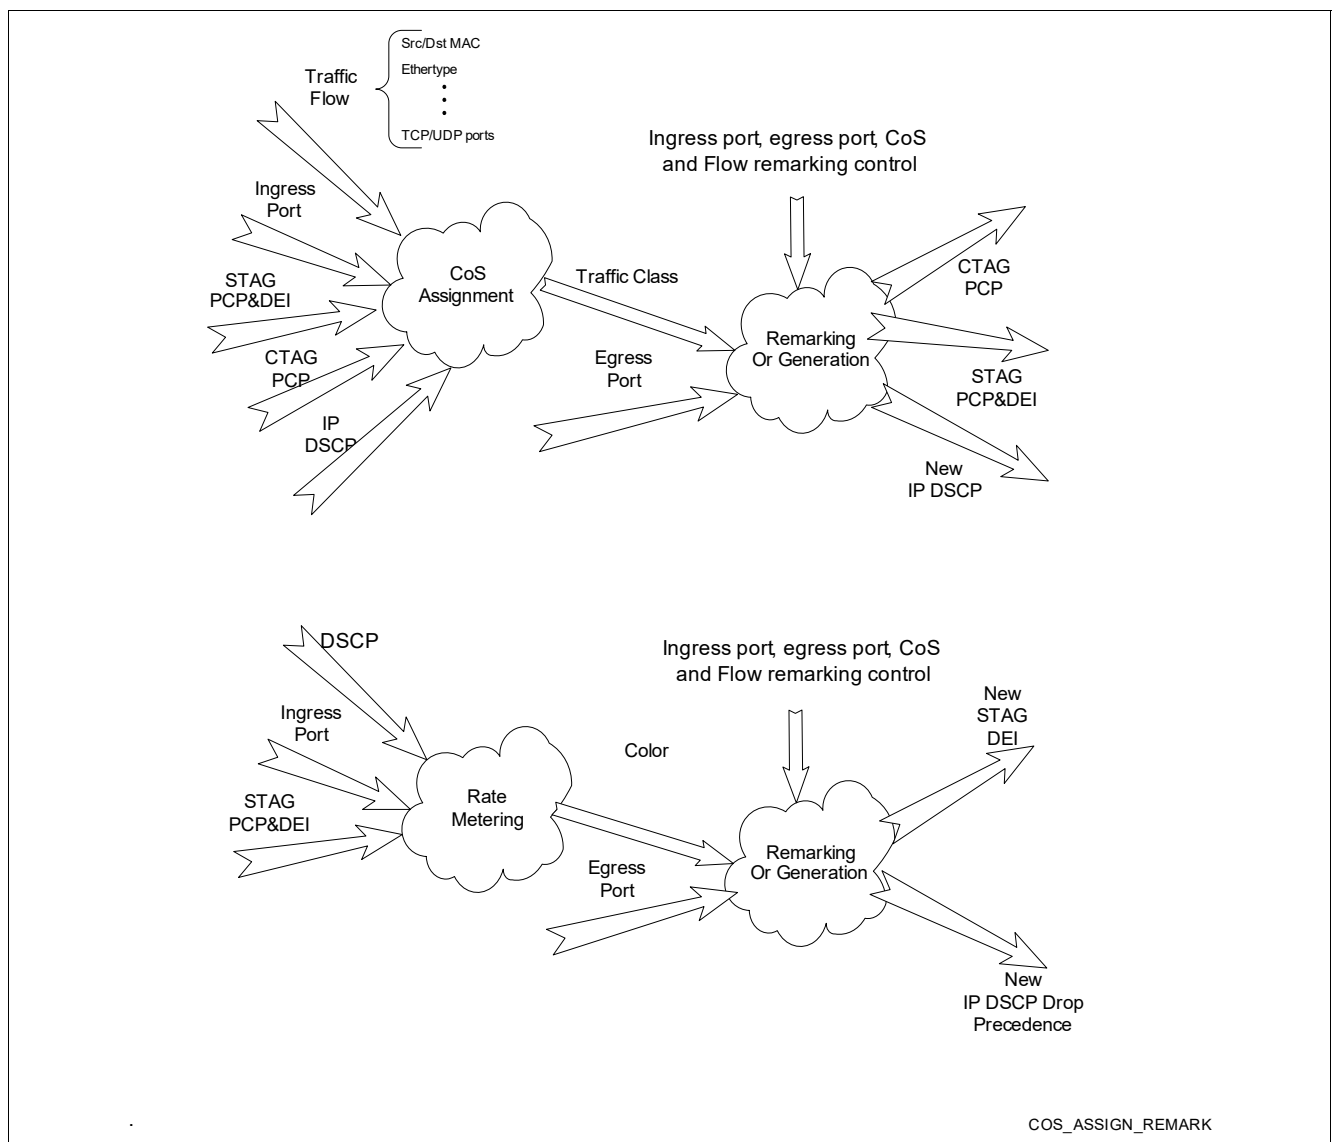 Src/Dst MAC
Ethertype
Traffic
Flow
TCP/UDP ports
Ingress port, egress port, CoS
and Flow remarking control
Ingress
Port
STAG
PCP&DEI
CoS
Assignment
Traffic Class
CTAG
PCP
CTAG
PCP
Remarking
Or Generation
Egress
Port
STAG
PCP&DEI
IP
DSCP
New
IP DSCP
DSCP
Ingress port, egress port, CoS
and Flow remarking control
New
STAG
DEI
Ingress
Port
Color
STAG
PCP&DEI
Rate
Metering
Remarking
Or Generation
Egress
Port
New
IP DSCP Drop
Precedence
.
COS_ASSIGN_REMARK